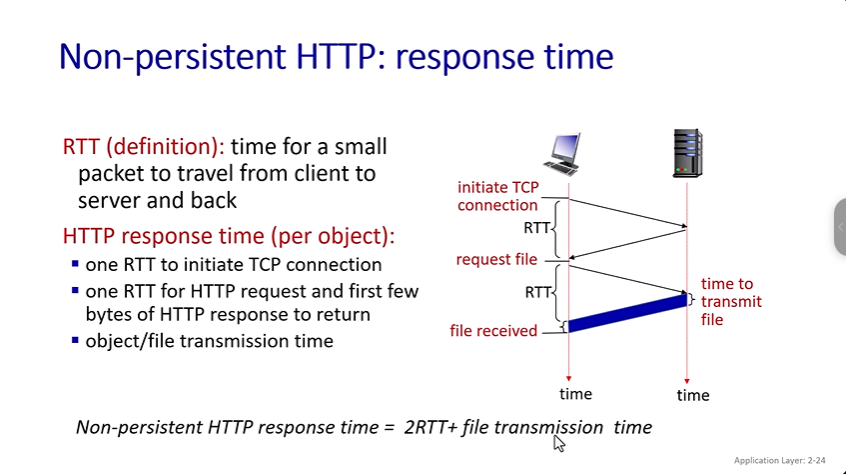 Non-persistent HTTP: response time
RTT (definition): time for a small
packet to travel from client to
server and back
HTTP response time (per object):
▪ one RTT to initiate TCP connection
▪ one RTT for HTTP request and first few
bytes of HTTP response to return
▪ object/file transmission time
initiate TCP
connection
RTT
request file
RTT
time to
transmit
file
file received
time
time
Non-persistent HTTP response time = 2RTT+ file transmission time
Application Layer: 2-24